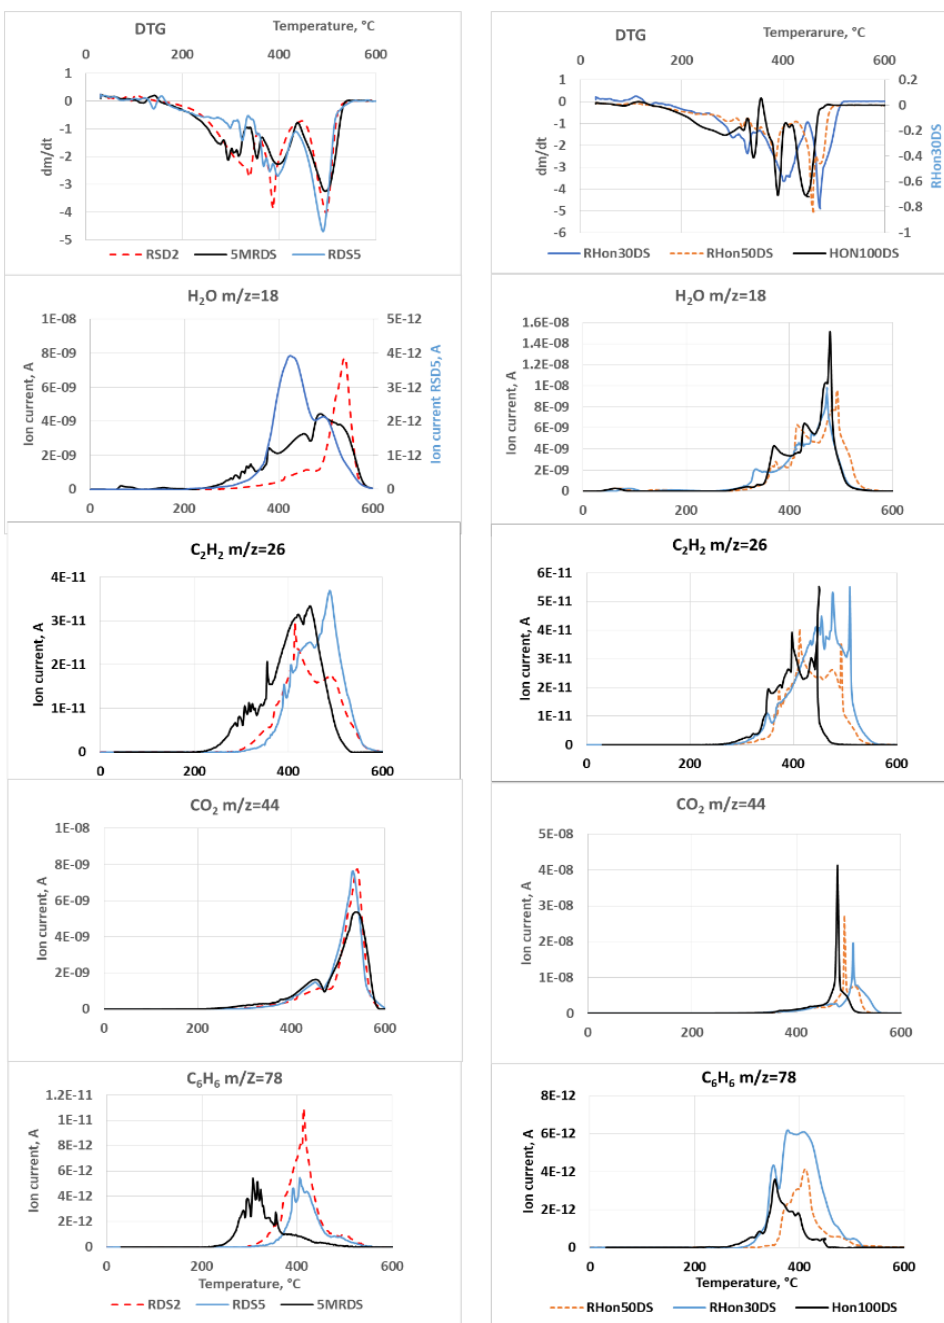 DTG
Temperature, °C
0
200
400
600
1
0
-1
-2
-3
-4
-5
dm/dt
RSD2
5MRDS
RDS5
DTG
Temperarure, °C
0
200
400
600
1
0
-1
-2
-3
-4
-5
-6
dm/dt
0.2
0
-0.2
-0.4
-0.6
-0.8
-1
RHon30DS
RHon30DS
RHon50DS
HON100DS
H₂O m/z=18
1E-08
8E-09
6E-09
4E-09
2E-09
0
Ion current, A
5E-12
4E-12
3E-12
2E-12
1E-12
0
Ion current RSD5, A
0
200
400
600
H₂O m/z=18
1.6E-08
1.4E-08
1.2E-08
1E-08
8E-09
6E-09
4E-09
2E-09
0
Ion current, A
0
200
400
600
C₂H₂ m/z=26
4E-11
3E-11
2E-11
1E-11
0
Ion current, A
0
200
400
600
C₂H₂ m/z=26
6E-11
5E-11
4E-11
3E-11
2E-11
1E-11
0
Ion current, A
0
200
400
600
CO₂ m/z=44
1E-08
8E-09
6E-09
4E-09
2E-09
0
Ion current, A
0
200
400
600
CO₂ m/z=44
5E-08
4E-08
3E-08
2E-08
1E-08
0
Ion current, A
0
200
400
600
C₆H₆ m/Z=78
1.2E-11
1E-11
8E-12
6E-12
4E-12
2E-12
0
Ion current, A
0
200
400
600
Temperature, °C
RDS2
RDS5
5MRDS
C₆H₆ m/z=78
8E-12
6E-12
4E-12
2E-12
0
Ion current, A
0
200
400
600
Temperature, °C
RHon50DS
RHon30DS
Hon100DS